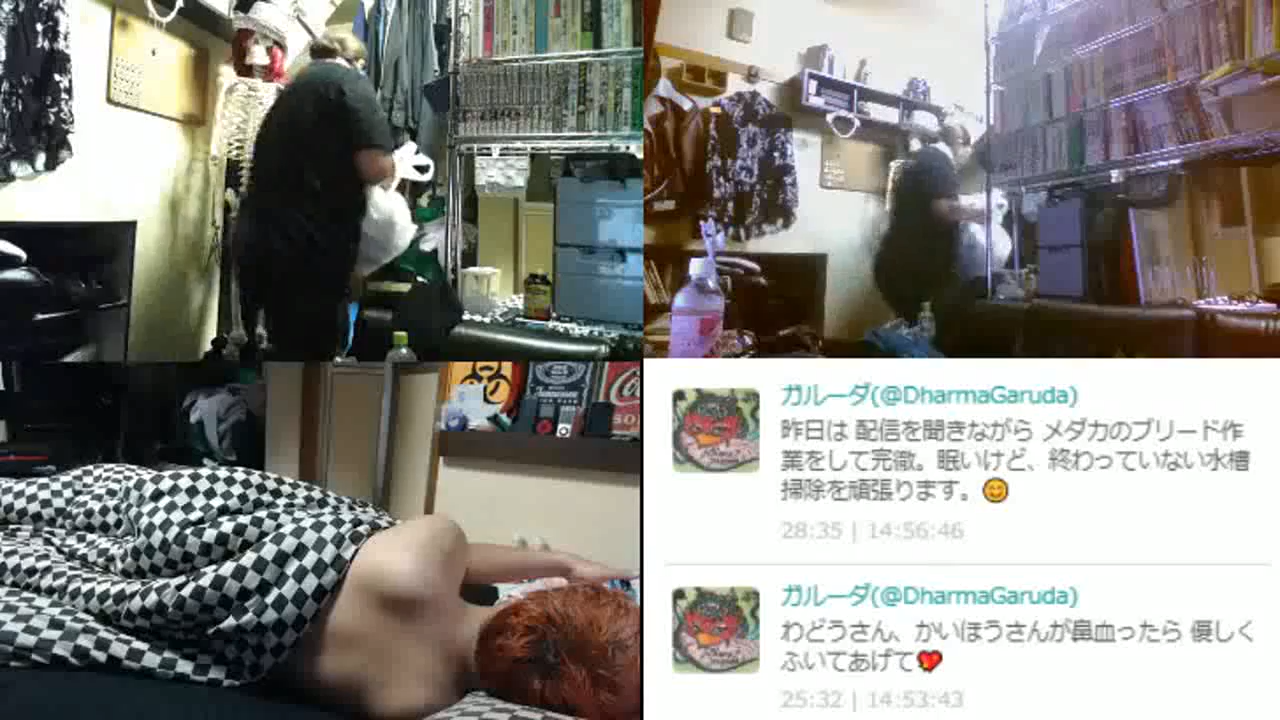 Coca
ガルーダ(@DharmaGaruda)
昨日は 配信を聞きながら メダカのブリード作
業をして完徹。眠いけど、終わっていない水槽
掃除を頑張ります。😊
28:35 | 14:56:46
ガルーダ(@DharmaGaruda)
わどうさん、かいほうさんが鼻血ったら 優しく
ふいてあげて💖
25:32 | 14:53:43